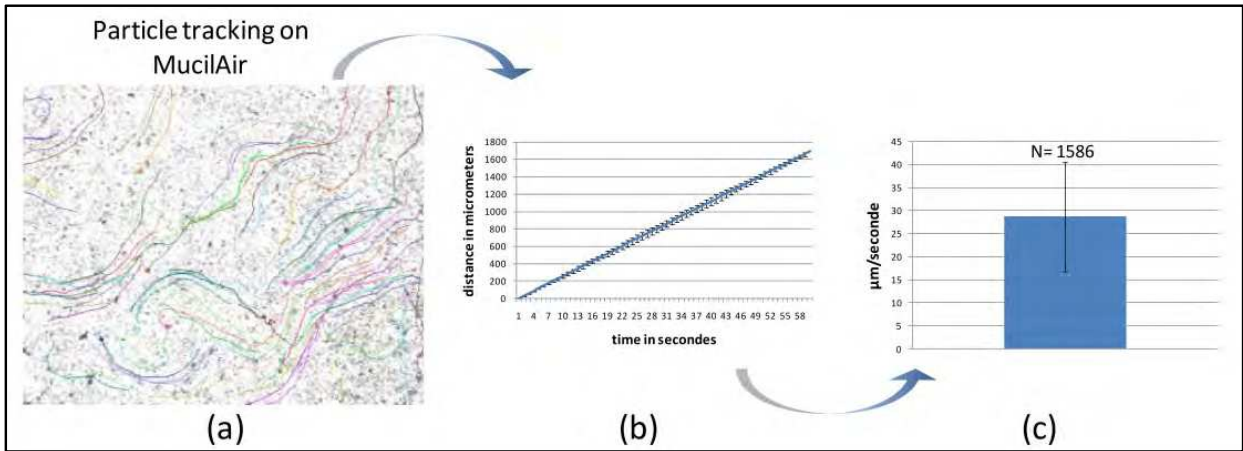 Particle tracking on
MucilAir
(a)
distance in micrometers
1800
1600
1400
1200
1000
800
600
400
200
0
1 4 7 10 13 16 19 22 25 28 31 34 37 40 43 46 49 52 55 58
time in secondes
(b)
µm/seconde
45
40
35
30
25
20
15
10
5
0
N= 1586
(c)